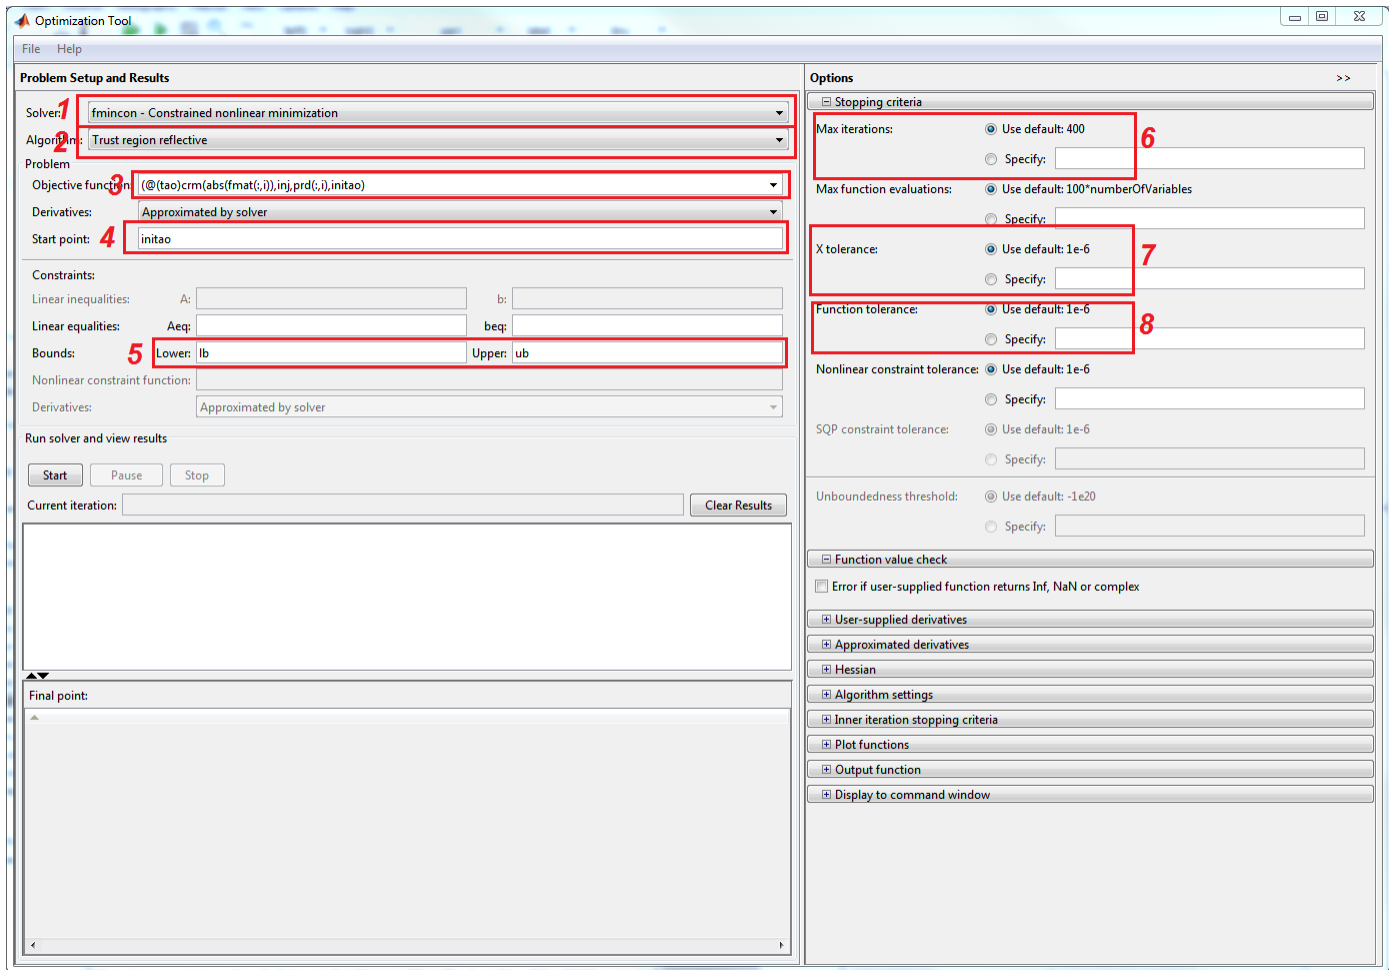 Optimization Tool
File Help
Problem Setup and Results
Solver: 1 fmincon - Constrained nonlinear minimization
Algorithm: 2 Trust region reflective
Problem
Objective function: 3 (@(tao)crm(abs(fmat(:,i)),inj,prd(:,i),initao)
Derivatives: Approximated by solver
Start point: 4 initao
Constraints:
Linear inequalities: A: b:
Linear equalities: Aeq: beq:
Bounds: 5 Lower: lb Upper: ub
Nonlinear constraint function:
Derivatives: Approximated by solver
Run solver and view results
Start Pause Stop
Current iteration: Clear Results
Final point:
Options >>
Stopping criteria
Max iterations: Use default: 400 6
Specify:
Max function evaluations: Use default: 100*numberOfVariables
Specify:
X tolerance: Use default: 1e-6 7
Specify:
Function tolerance: Use default: 1e-6 8
Specify:
Nonlinear constraint tolerance: Use default: 1e-6
Specify:
SQP constraint tolerance: Use default: 1e-6
Specify:
Unboundedness threshold: Use default: -1e20
Specify:
Function value check
Error if user-supplied function returns Inf, NaN or complex
User-supplied derivatives
Approximated derivatives
Hessian
Algorithm settings
Inner iteration stopping criteria
Plot functions
Output function
Display to command window